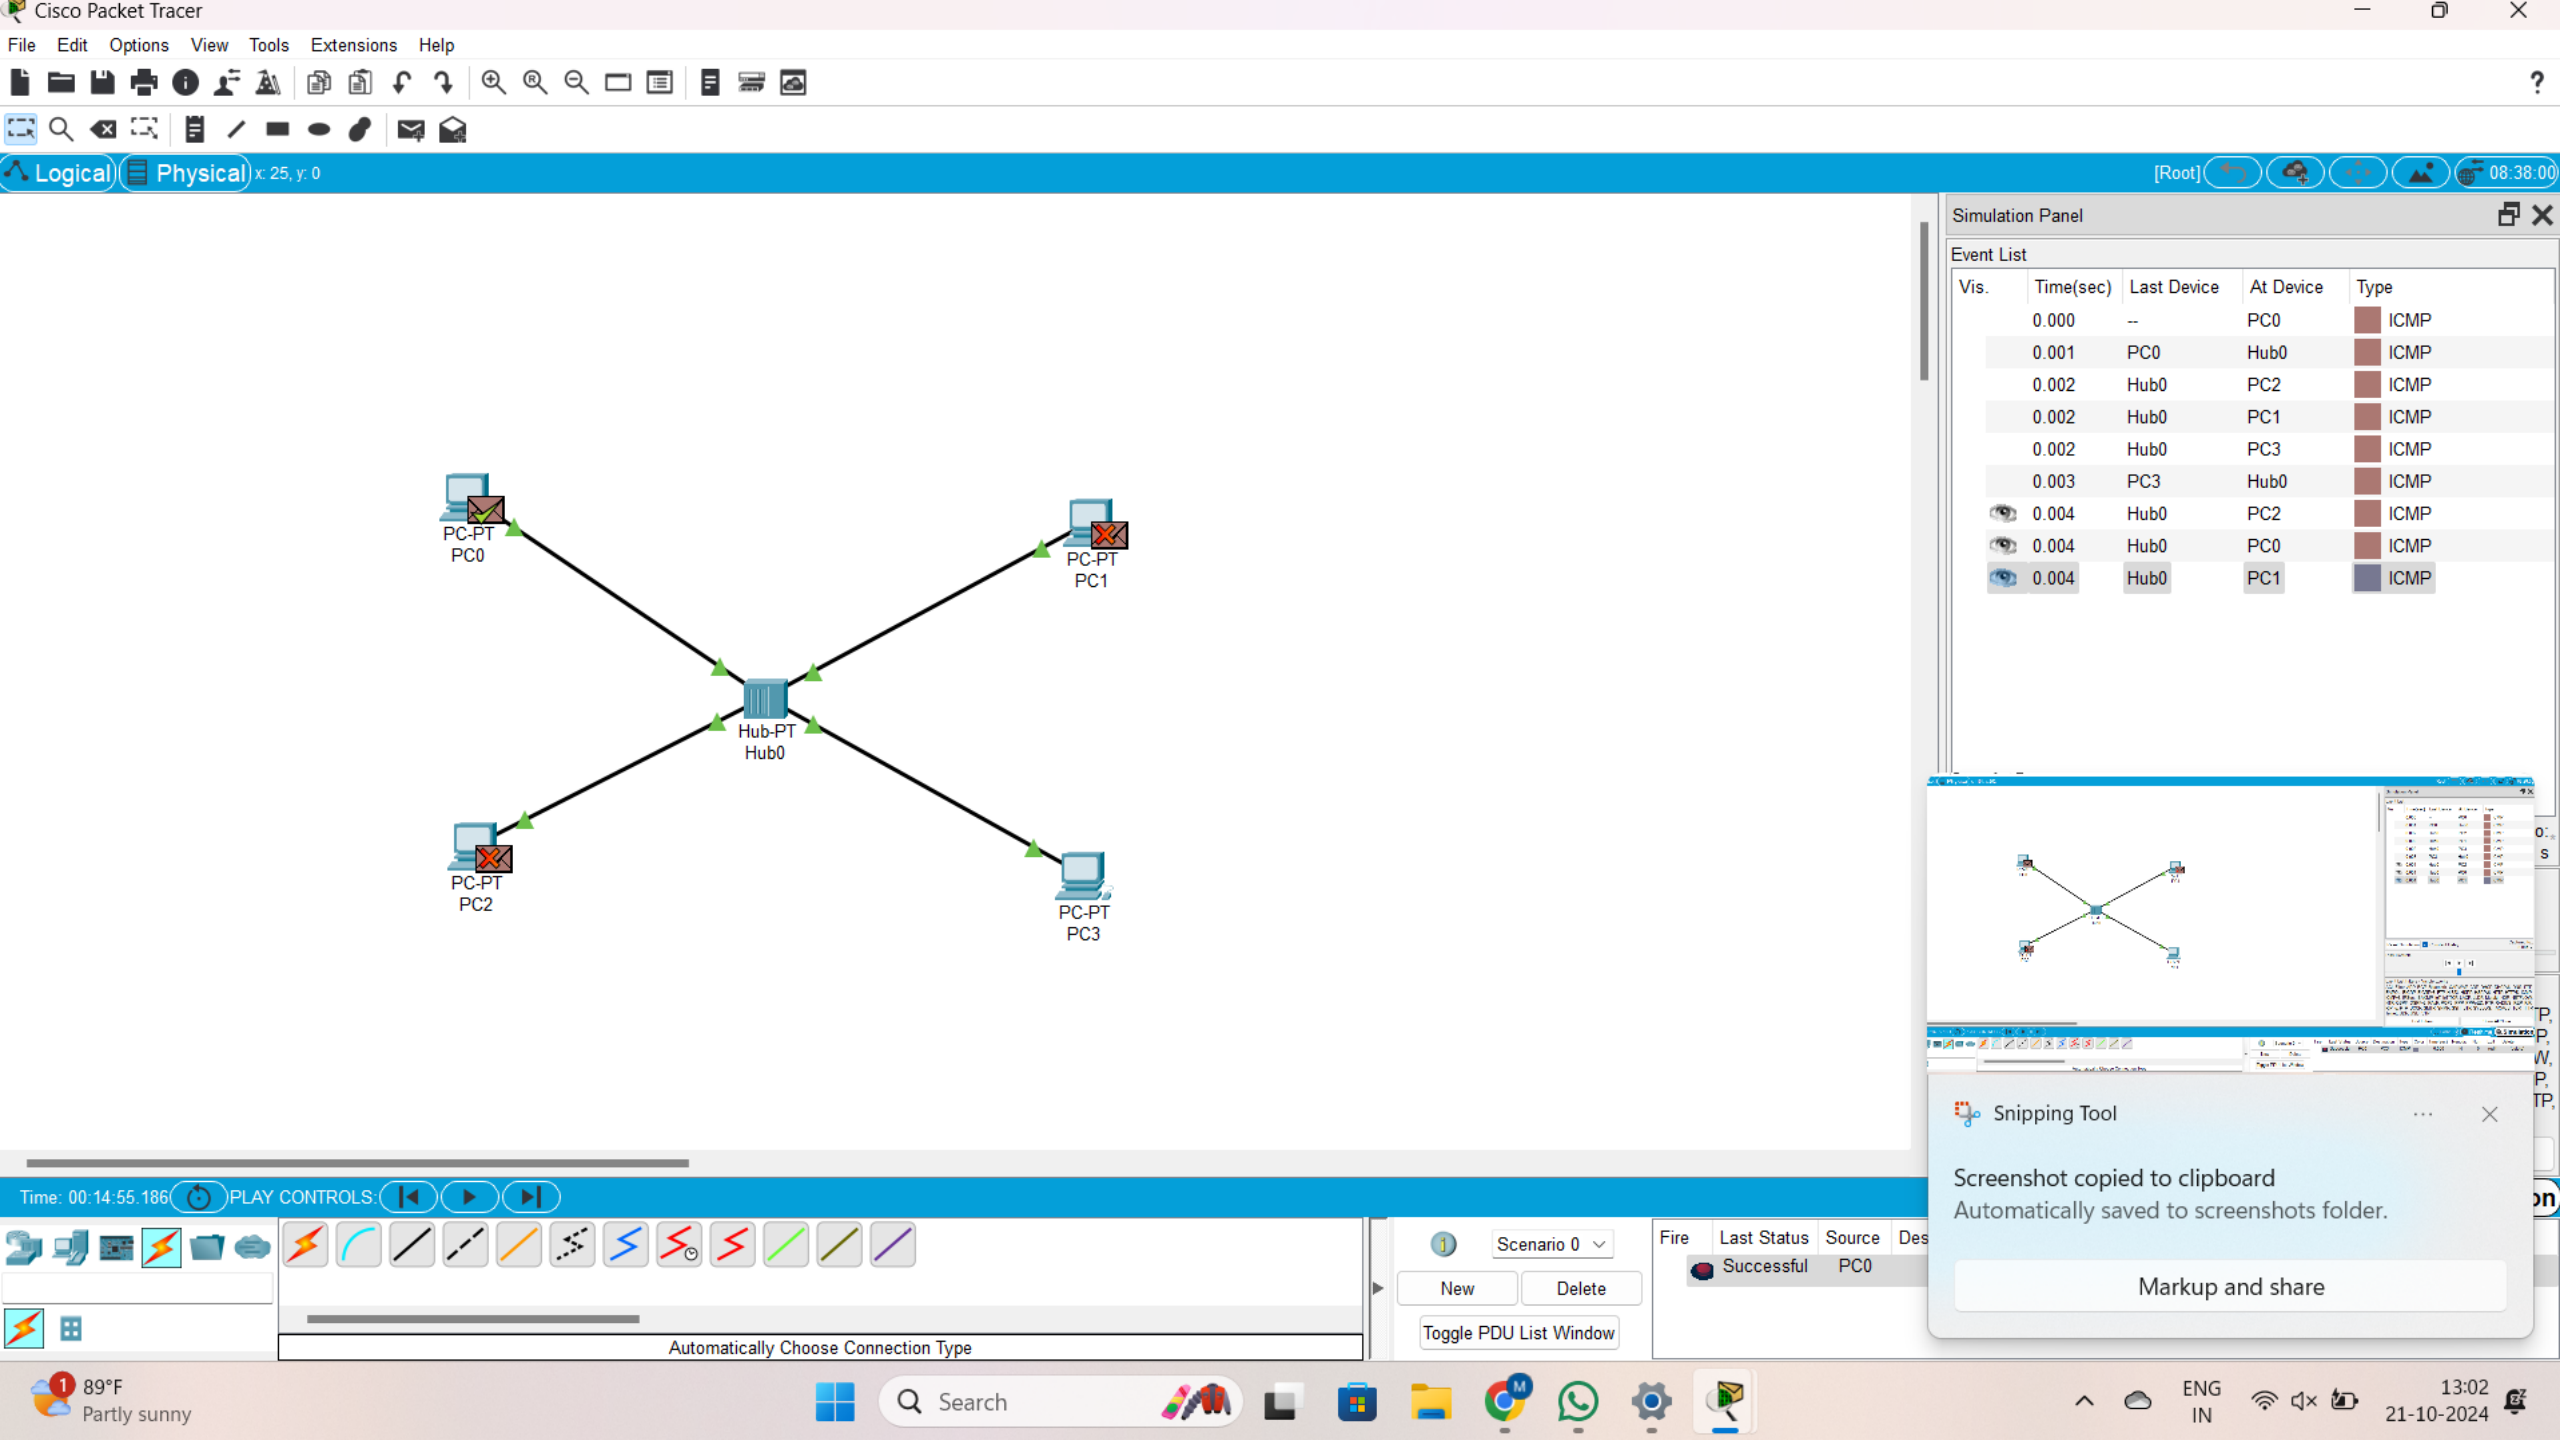 Cisco Packet Tracer
File Edit Options View Tools Extensions Help
Logical Physical x: 25, y: 0 [Root] 08:38:00
Simulation Panel
Event List
Vis. Time(sec) Last Device At Device Type
0.000 -- PC0 ICMP
0.001 PC0 Hub0 ICMP
0.002 Hub0 PC2 ICMP
0.002 Hub0 PC1 ICMP
0.002 Hub0 PC3 ICMP
0.003 PC3 Hub0 ICMP
0.004 Hub0 PC2 ICMP
0.004 Hub0 PC0 ICMP
0.004 Hub0 PC1 ICMP
PC-PT
PC0
PC-PT
PC1
Hub-PT
Hub0
PC-PT
PC2
PC-PT
PC3
Snipping Tool
Screenshot copied to clipboard
Automatically saved to screenshots folder.
Markup and share
Time: 00:14:55.186 PLAY CONTROLS:
Scenario 0
New Delete
Toggle PDU List Window
Fire Last Status Source Des
Successful PC0
Automatically Choose Connection Type
1
89°F
Partly sunny
Search
M
ENG
IN
13:02
21-10-2024